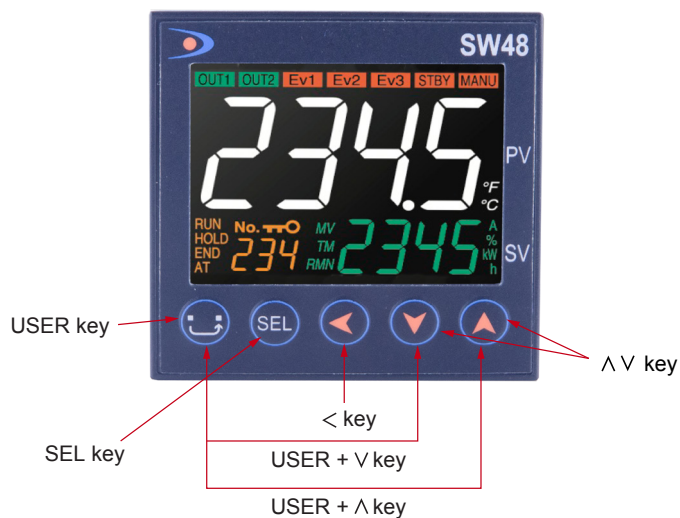 SW48
OUT1 OUT2 Ev1 Ev2 Ev3 STBY MANU
234.5 PV
°F
°C
RUN No. MV A
HOLD 234 TM 2345 % SV
END RMN kW
AT h
SEL
USER key
∧∨ key
< key
SEL key
USER + ∨ key
USER + ∧ key